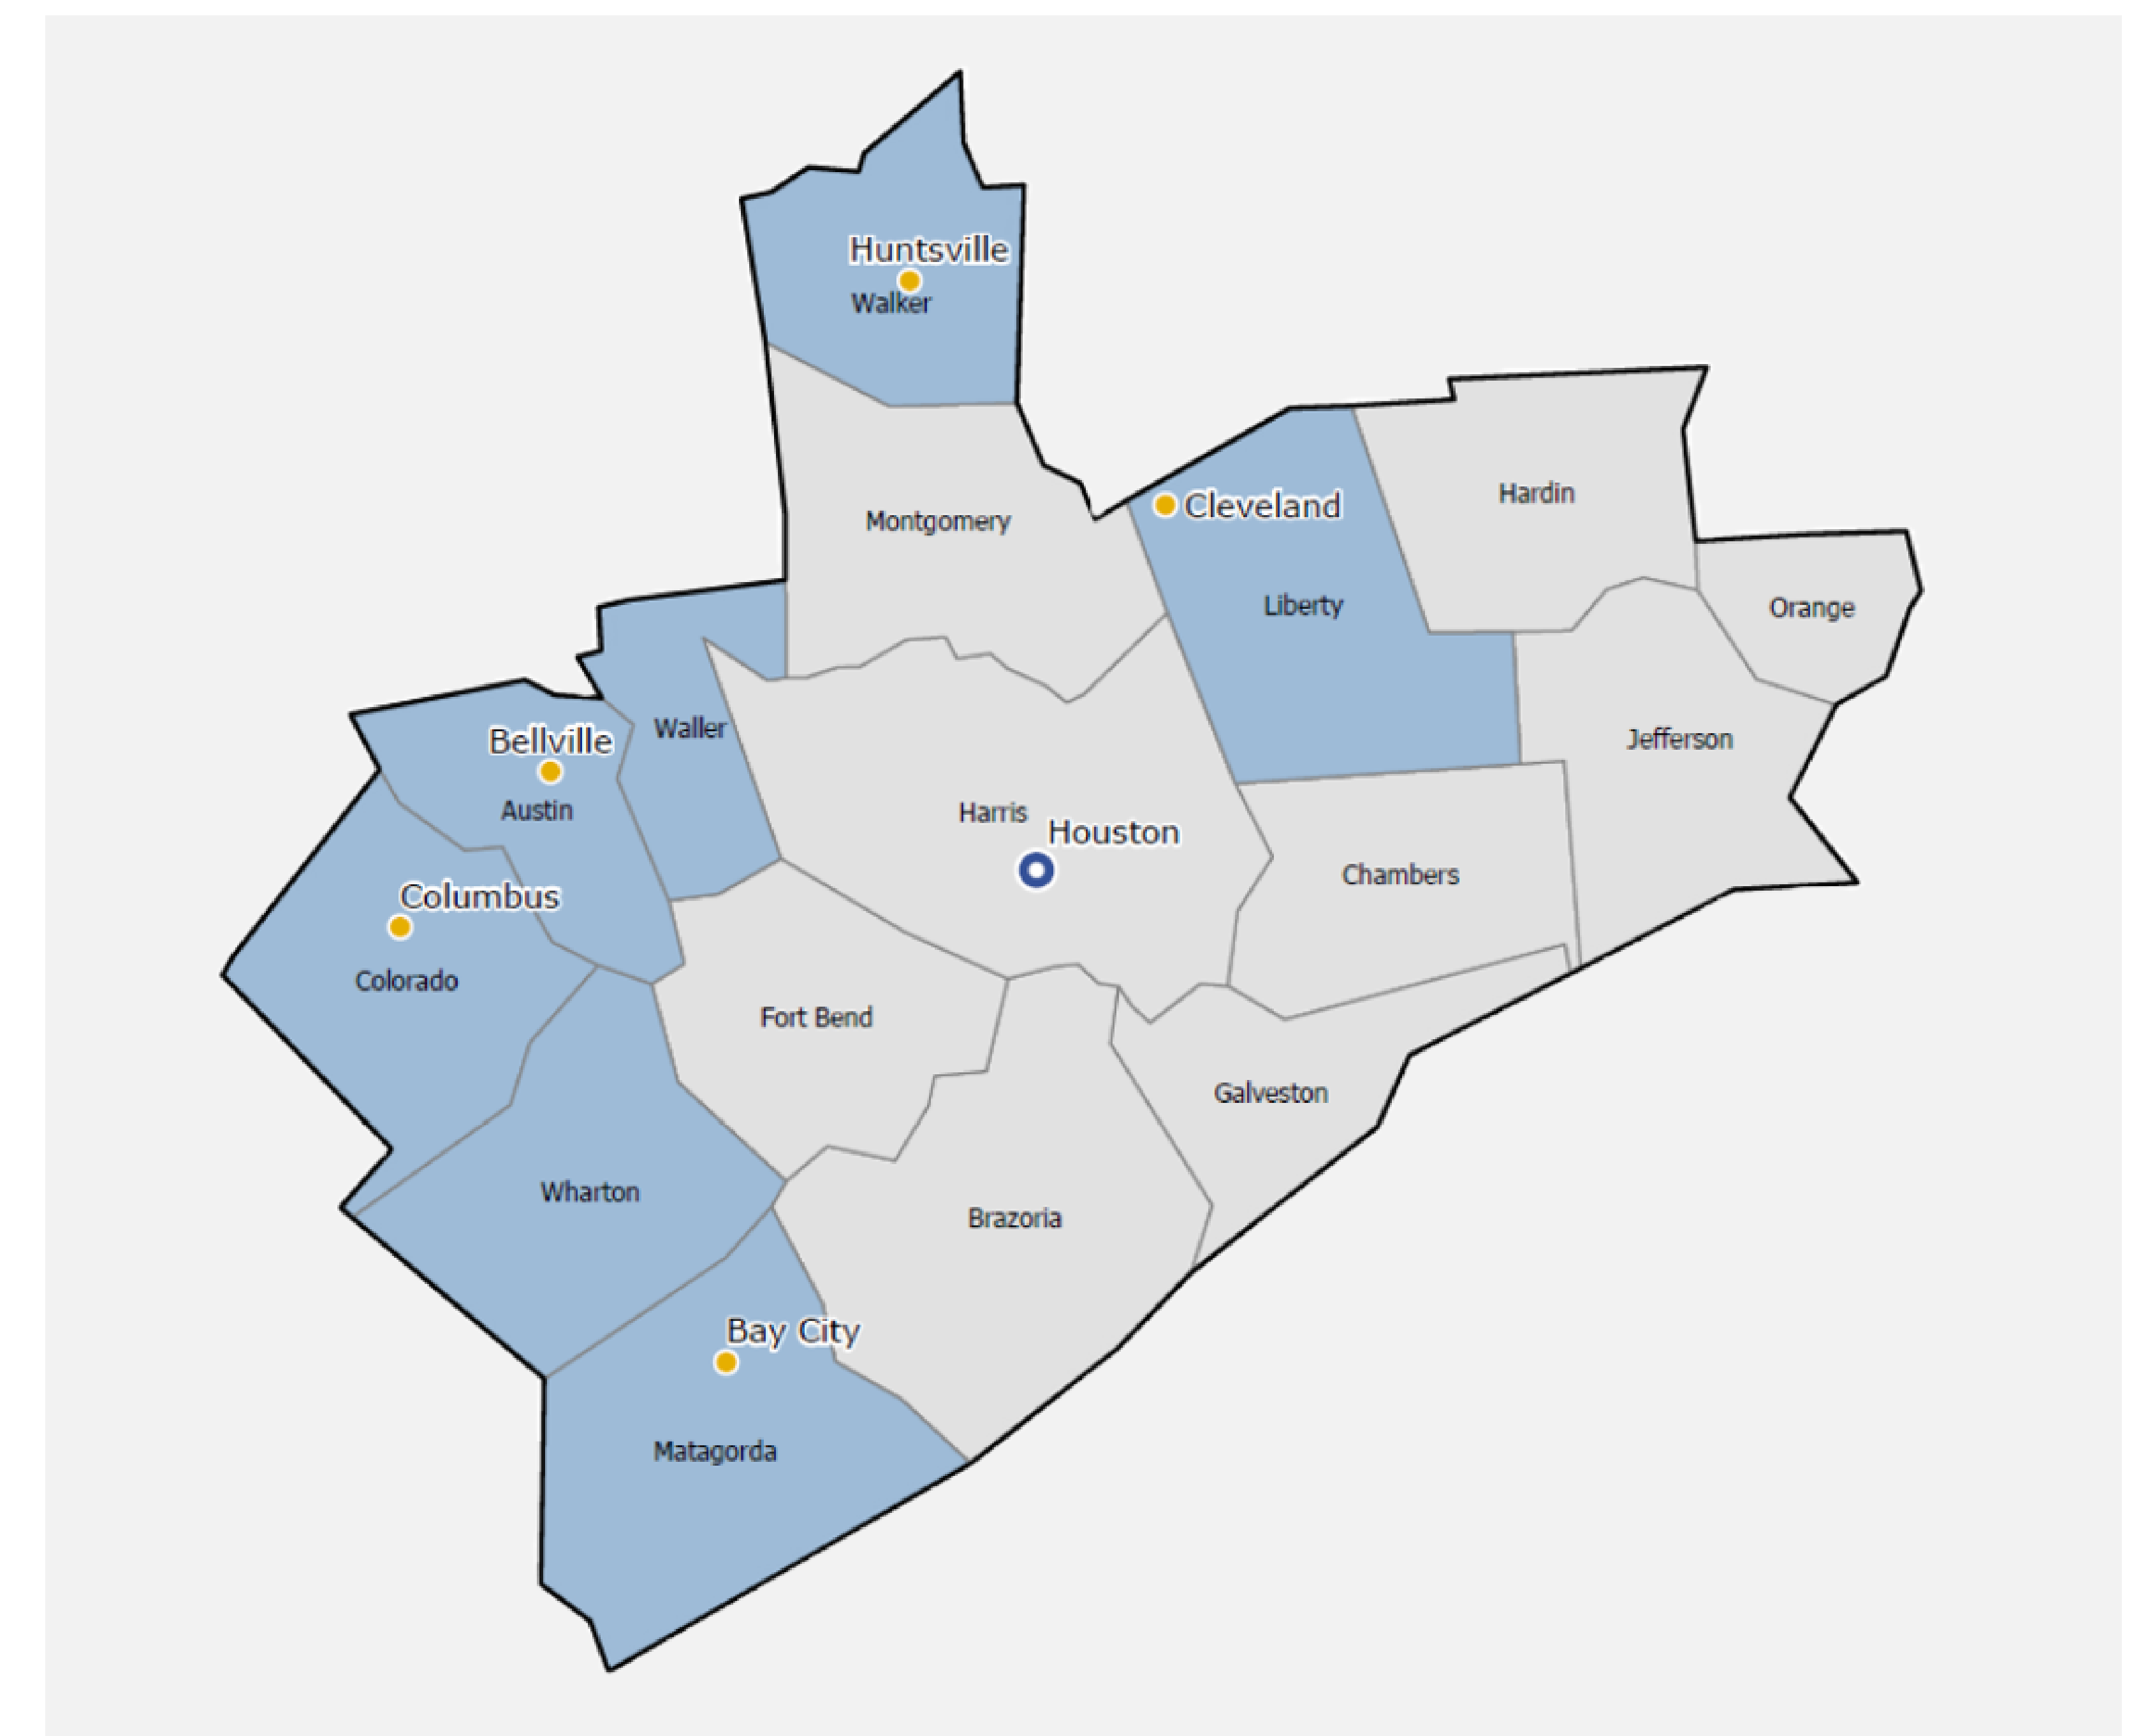 Huntsville
Walker
Hardin
Cleveland
Montgomery
Liberty
Orange
Waller
Jefferson
Bellville
Austin
Harris
Houston
Chambers
Columbus
Colorado
Fort Bend
Galveston
Wharton
Brazoria
Bay City
Matagorda